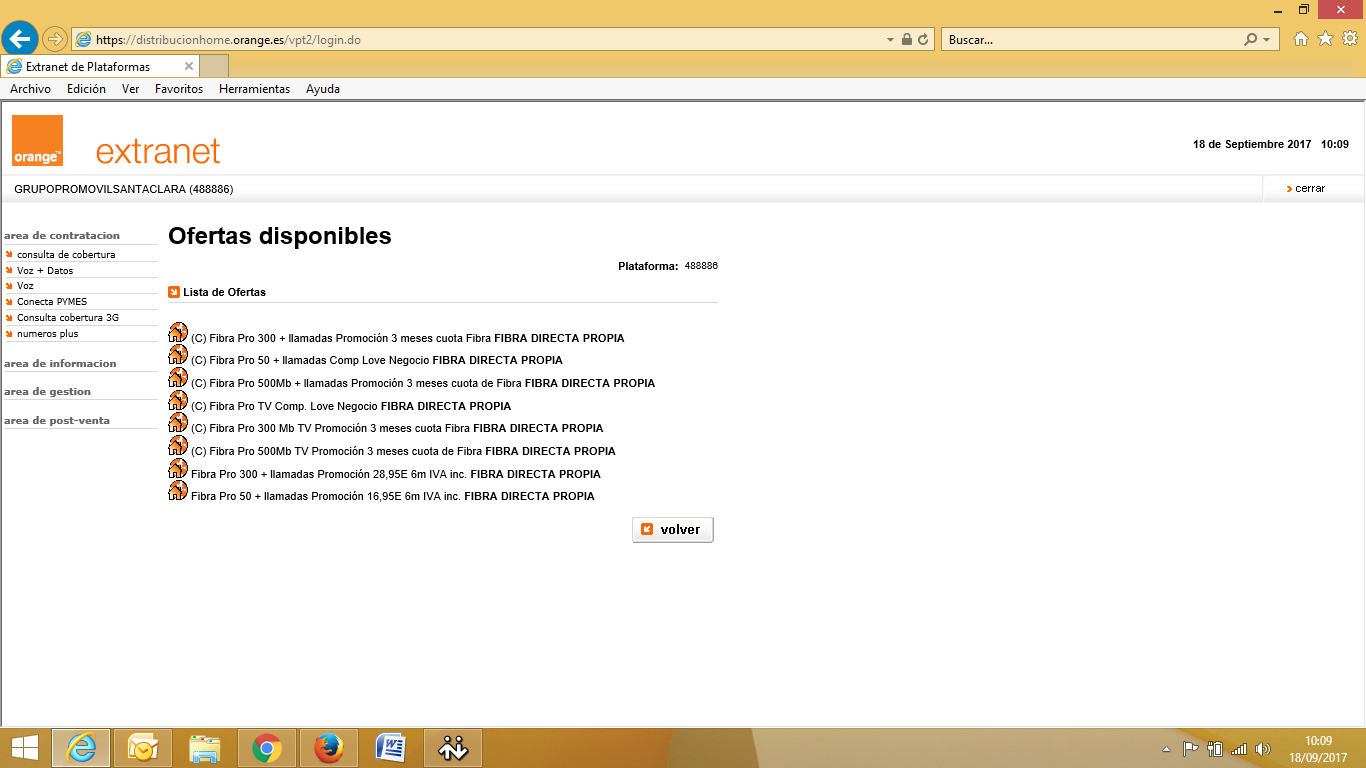 https://distribucionhome.orange.es/vpt2/login.do
Buscar...
Extranet de Plataformas
Archivo Edición Ver Favoritos Herramientas Ayuda
orange™
extranet
18 de Septiembre 2017 10:09
GRUPOPROMOVILSANTACLARA (488886)
cerrar
area de contratacion
consulta de cobertura
Voz + Datos
Voz
Conecta PYMES
Consulta cobertura 3G
numeros plus
area de informacion
area de gestion
area de post-venta
Ofertas disponibles
Plataforma: 488886
Lista de Ofertas
(C) Fibra Pro 300 + llamadas Promoción 3 meses cuota Fibra FIBRA DIRECTA PROPIA
(C) Fibra Pro 50 + llamadas Comp Love Negocio FIBRA DIRECTA PROPIA
(C) Fibra Pro 500Mb + llamadas Promoción 3 meses cuota de Fibra FIBRA DIRECTA PROPIA
(C) Fibra Pro TV Comp. Love Negocio FIBRA DIRECTA PROPIA
(C) Fibra Pro 300 Mb TV Promoción 3 meses cuota Fibra FIBRA DIRECTA PROPIA
(C) Fibra Pro 500Mb TV Promoción 3 meses cuota de Fibra FIBRA DIRECTA PROPIA
Fibra Pro 300 + llamadas Promoción 28,95E 6m IVA inc. FIBRA DIRECTA PROPIA
Fibra Pro 50 + llamadas Promoción 16,95E 6m IVA inc. FIBRA DIRECTA PROPIA
volver
10:09
18/09/2017